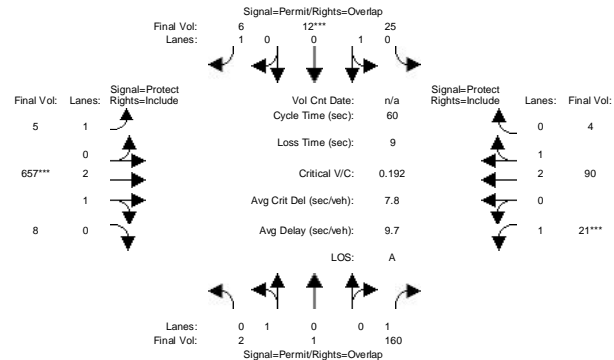 Signal=Permit/Rights=Overlap
Final Vol: 6 12*** 25
Lanes: 1 0 0 1 0
Signal=Protect
Final Vol: Lanes: Rights=Include
Vol Cnt Date: n/a
Signal=Protect
Rights=Include Lanes: Final Vol:
Cycle Time (sec): 60
5 1
0 4
Loss Time (sec): 9
0
1
657*** 2
Critical V/C: 0.192
2 90
1
Avg Crit Del (sec/veh): 7.8
0
8 0
Avg Delay (sec/veh): 9.7
1 21***
LOS: A
Lanes: 0 1 0 0 1
Final Vol: 2 1 160
Signal=Permit/Rights=Overlap